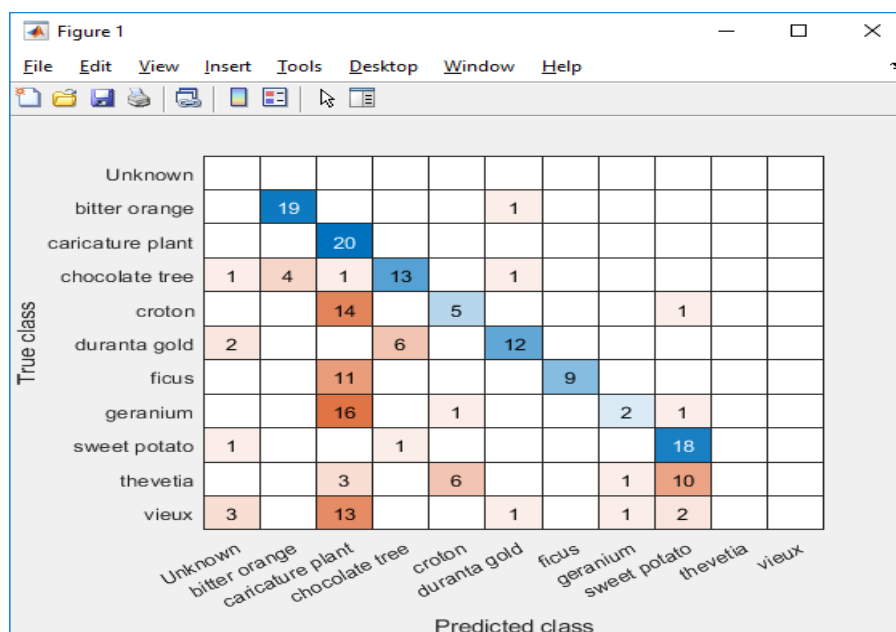 Figure 1
File Edit View Insert Tools Desktop Window Help
Unknown
bitter orange 19 1
caricature plant 20
chocolate tree 1 4 1 13 1
croton 14 5 1
duranta gold 2 6 12
ficus 11 9
geranium 16 1 2 1
sweet potato 1 1 18
thevetia 3 6 1 10
vieux 3 13 1 1 2
True class
Unknown
bitter orange
caricature plant
chocolate tree
croton
duranta gold
ficus
geranium
sweet potato
thevetia
vieux
Predicted class